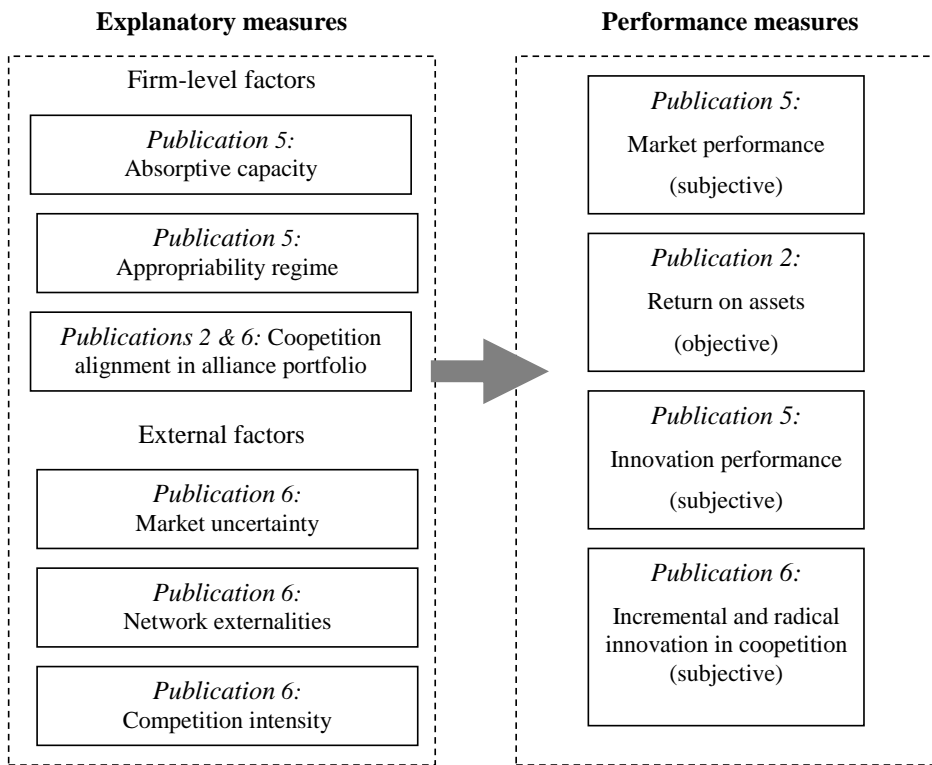 Explanatory measures
Firm-level factors
Publication 5:
Absorptive capacity
Publication 5:
Appropriability regime
Publications 2 & 6: Coopetition
alignment in alliance portfolio
External factors
Publication 6:
Market uncertainty
Publication 6:
Network externalities
Publication 6:
Competition intensity
Performance measures
Publication 5:
Market performance
(subjective)
Publication 2:
Return on assets
(objective)
Publication 5:
Innovation performance
(subjective)
Publication 6:
Incremental and radical
innovation in coopetition
(subjective)